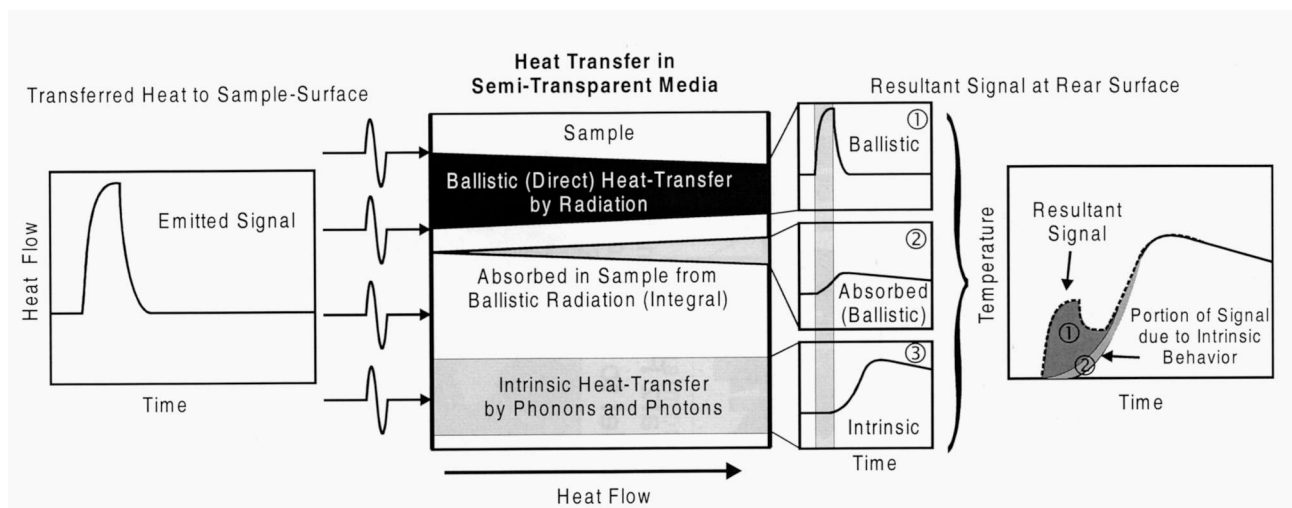 Heat Transfer in
Semi-Transparent Media
Transferred Heat to Sample-Surface
Resultant Signal at Rear Surface
Emitted Signal
Heat Flow
Time
Sample
Ballistic (Direct) Heat-Transfer
by Radiation
Absorbed in Sample from
Ballistic Radiation (Integral)
Intrinsic Heat-Transfer
by Phonons and Photons
Heat Flow
①
Ballistic
②
Absorbed
(Ballistic)
③
Intrinsic
Time
Temperature
Resultant
Signal
Portion of Signal
due to Intrinsic
Behavior
①
②
Time